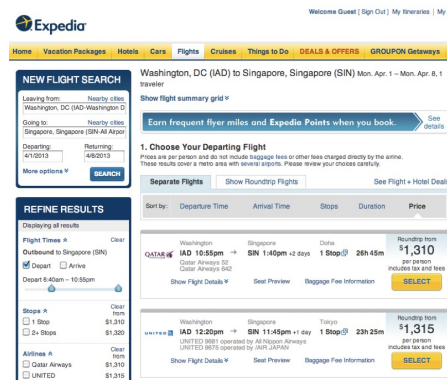 Welcome Guest [ Sign Out ] My Itineraries | My
Expedia
Home Vacation Packages Hotels Cars Flights Cruises Things to Do DEALS & OFFERS GROUPON Getaways
NEW FLIGHT SEARCH
Leaving from: Nearby cities
Washington, DC (IAD-Washington D
Going to: Nearby cities
Singapore, Singapore (SIN-All Airpor
Departing: Returning:
4/1/2013 4/8/2013
More options SEARCH
REFINE RESULTS
Displaying all results
Flight Times Clear
Outbound to Singapore (SIN)
Depart Arrive
Depart 6:40am – 10:55pm
Stops Clear
from
1 Stop $1,310
2+ Stops $1,320
Airlines Clear
from
Qatar Airways $1,310
UNITED $1,315
Washington, DC (IAD) to Singapore, Singapore (SIN) Mon. Apr. 1 – Mon. Apr. 8, 1
traveler
Show flight summary grid
Earn frequent flyer miles and Expedia Points when you book. See details
1. Choose Your Departing Flight
Prices are per person and do not include baggage fees or other fees charged directly by the airline.
These results cover a metro area with several airports. Please review your choices carefully.
Separate Flights Show Roundtrip Flights See Flight + Hotel Deals
Sort by: Departure Time Arrival Time Stops Duration Price
Washington Singapore Doha Roundtrip from
QATAR IAD 10:55pm → SIN 1:40pm +2 days 1 Stop 26h 45m $1,310
Qatar Airways 52 per person
Qatar Airways 642 includes tax and fees
Show Flight Details Seat Preview Baggage Fee Information SELECT
Washington Singapore Tokyo Roundtrip from
UNITED IAD 12:20pm → SIN 11:45pm +1 day 1 Stop 23h 25m $1,315
UNITED 9681 operated by All Nippon Airways per person
UNITED 9675 operated by /AIR JAPAN includes tax and fees
Show Flight Details Seat Preview Baggage Fee Information SELECT